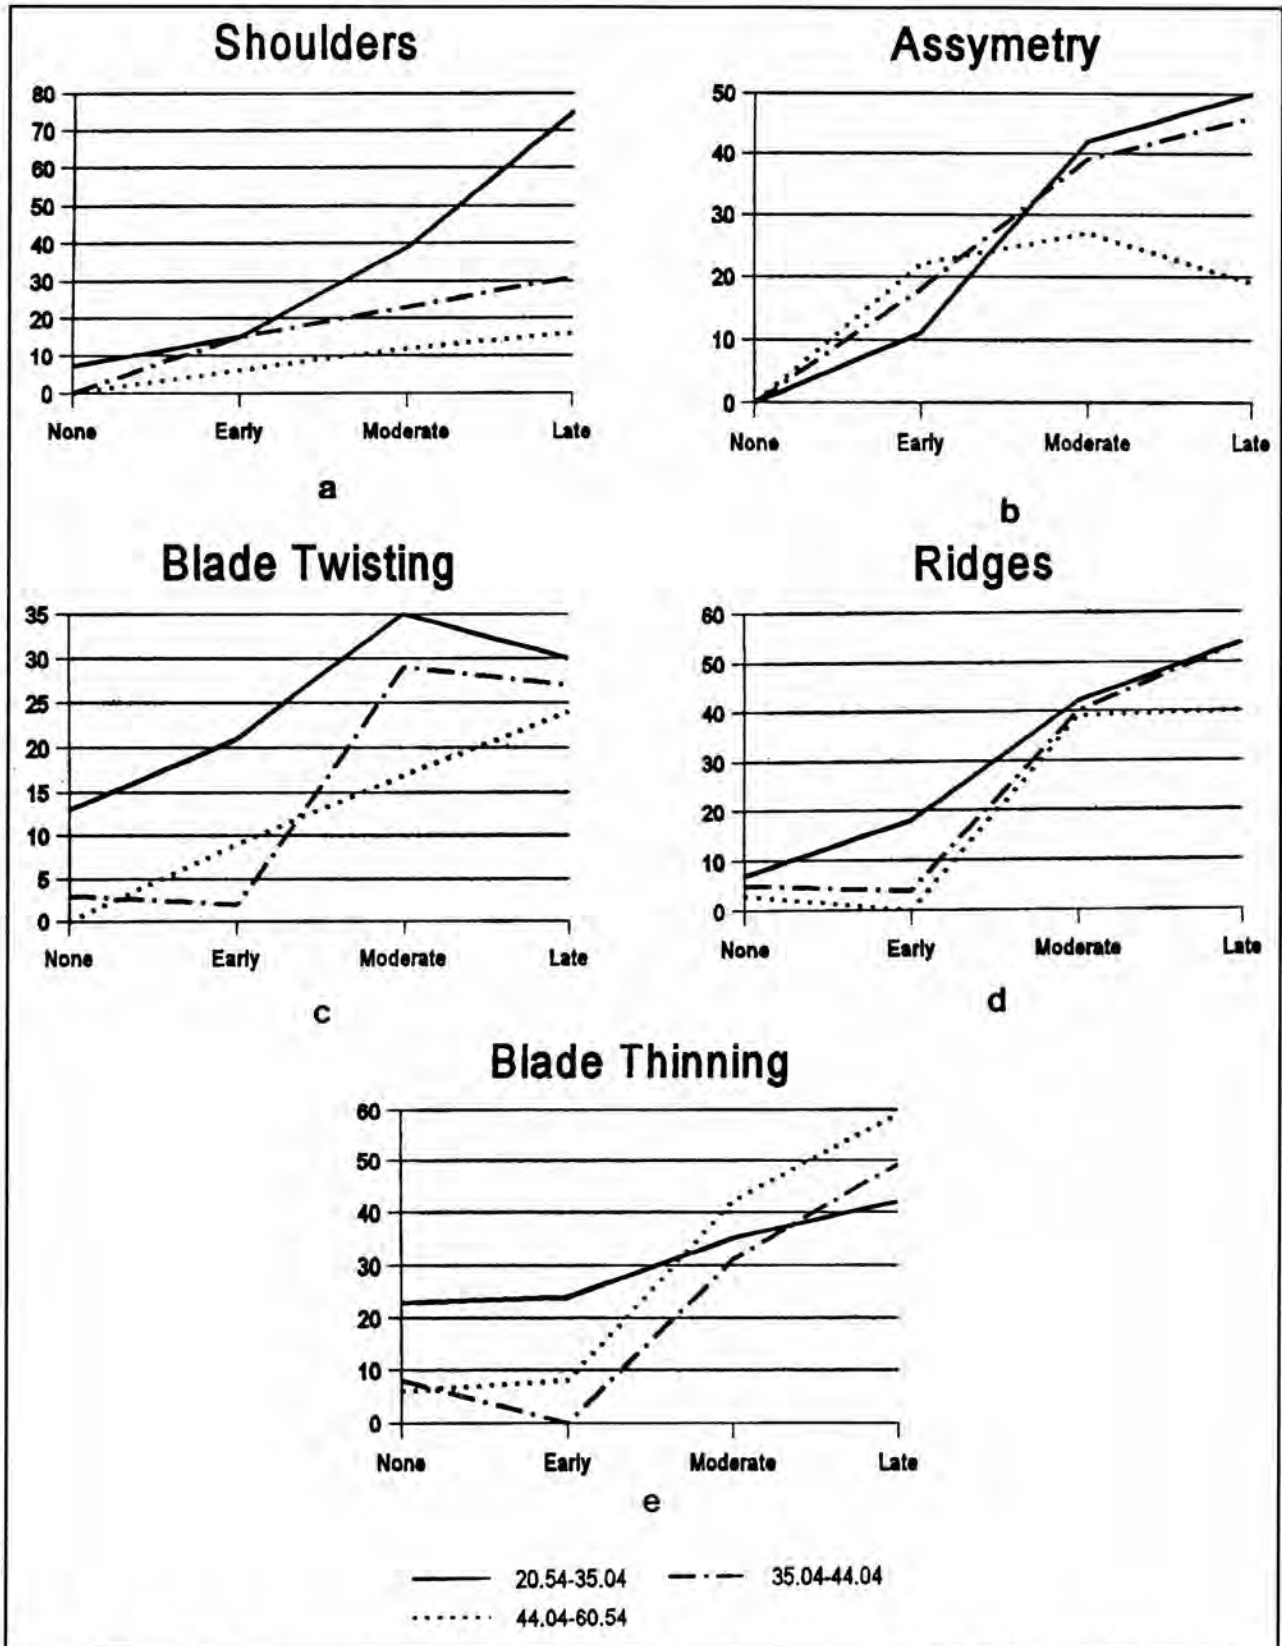 Shoulders
80
70
60
50
40
30
20
10
0
None Early Moderate Late
a
Assymetry
50
40
30
20
10
0
None Early Moderate Late
b
Blade Twisting
35
30
25
20
15
10
5
0
None Early Moderate Late
c
Ridges
60
50
40
30
20
10
0
None Early Moderate Late
d
Blade Thinning
60
50
40
30
20
10
0
None Early Moderate Late
e
20.54-35.04 35.04-44.04
44.04-60.54